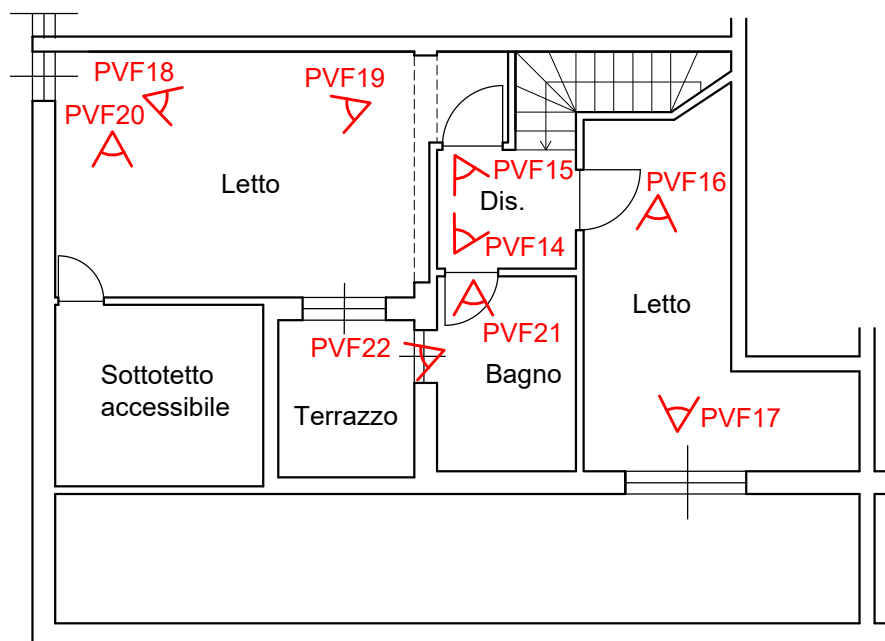 PVF18
PVF19
PVF20
Letto
PVF15
PVF16
Dis.
PVF14
Letto
PVF21
PVF22
Bagno
Sottotetto
accessibile
Terrazzo
PVF17